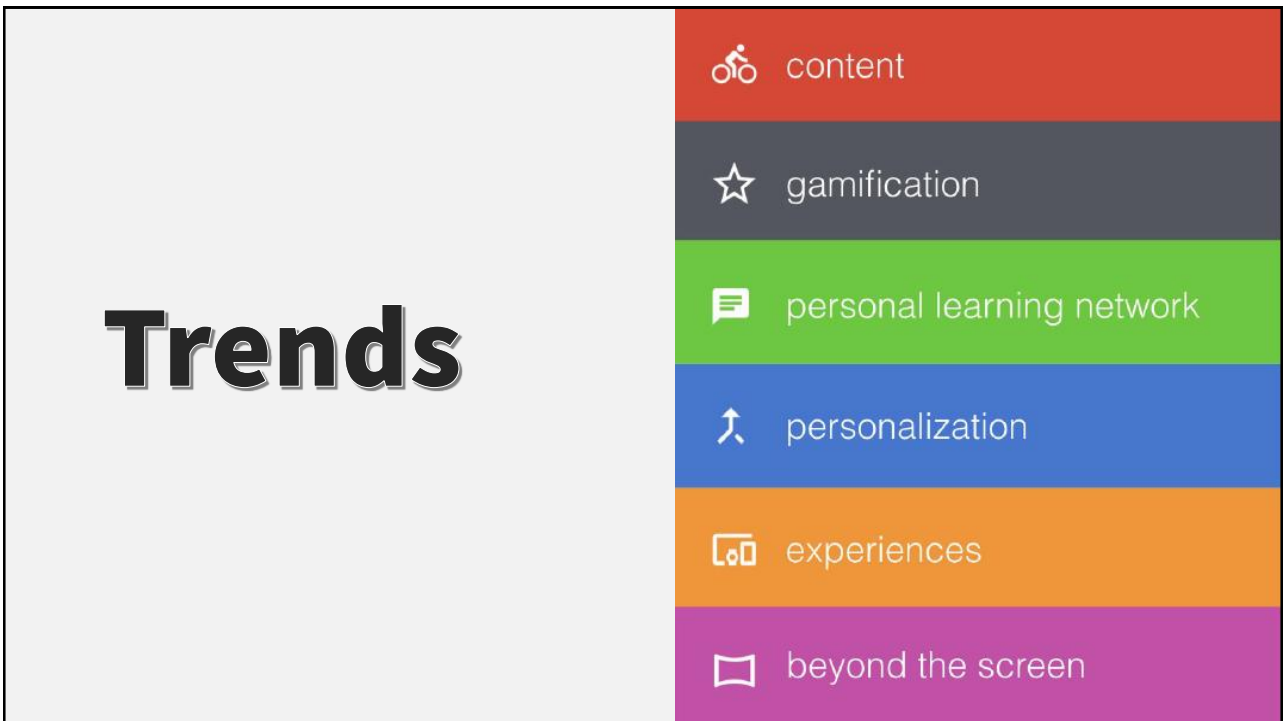 Trends
content
gamification
personal learning network
personalization
experiences
beyond the screen